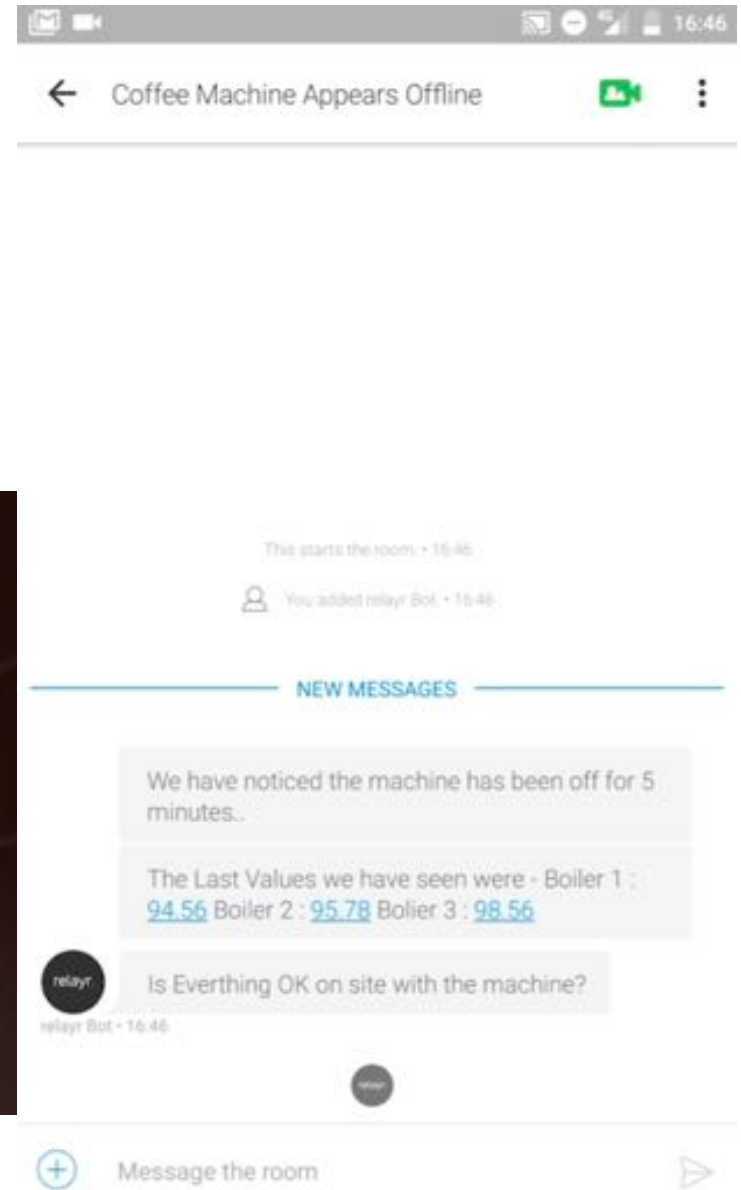 16:46
Coffee Machine Appears Offline
This starts the room. • 16:46
You added relayr Bot. • 16:46
NEW MESSAGES
We have noticed the machine has been off for 5
minutes..
The Last Values we have seen were - Boiler 1 :
94.56 Boiler 2 : 95.78 Bolier 3 : 98.56
relayr
Is Everthing OK on site with the machine?
relayr Bot • 16:46
relayr
Message the room